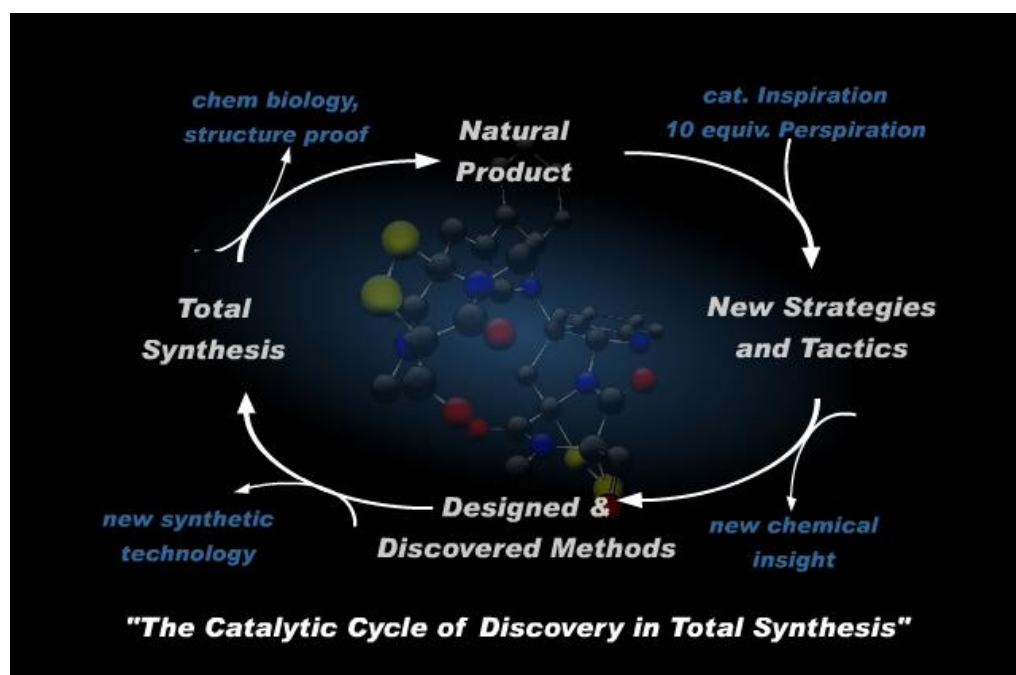 chem biology,
structure proof
Natural
Product
cat. Inspiration
10 equiv. Perspiration
Total
Synthesis
New Strategies
and Tactics
new synthetic
technology
Designed &
Discovered Methods
new chemical
insight
"The Catalytic Cycle of Discovery in Total Synthesis"